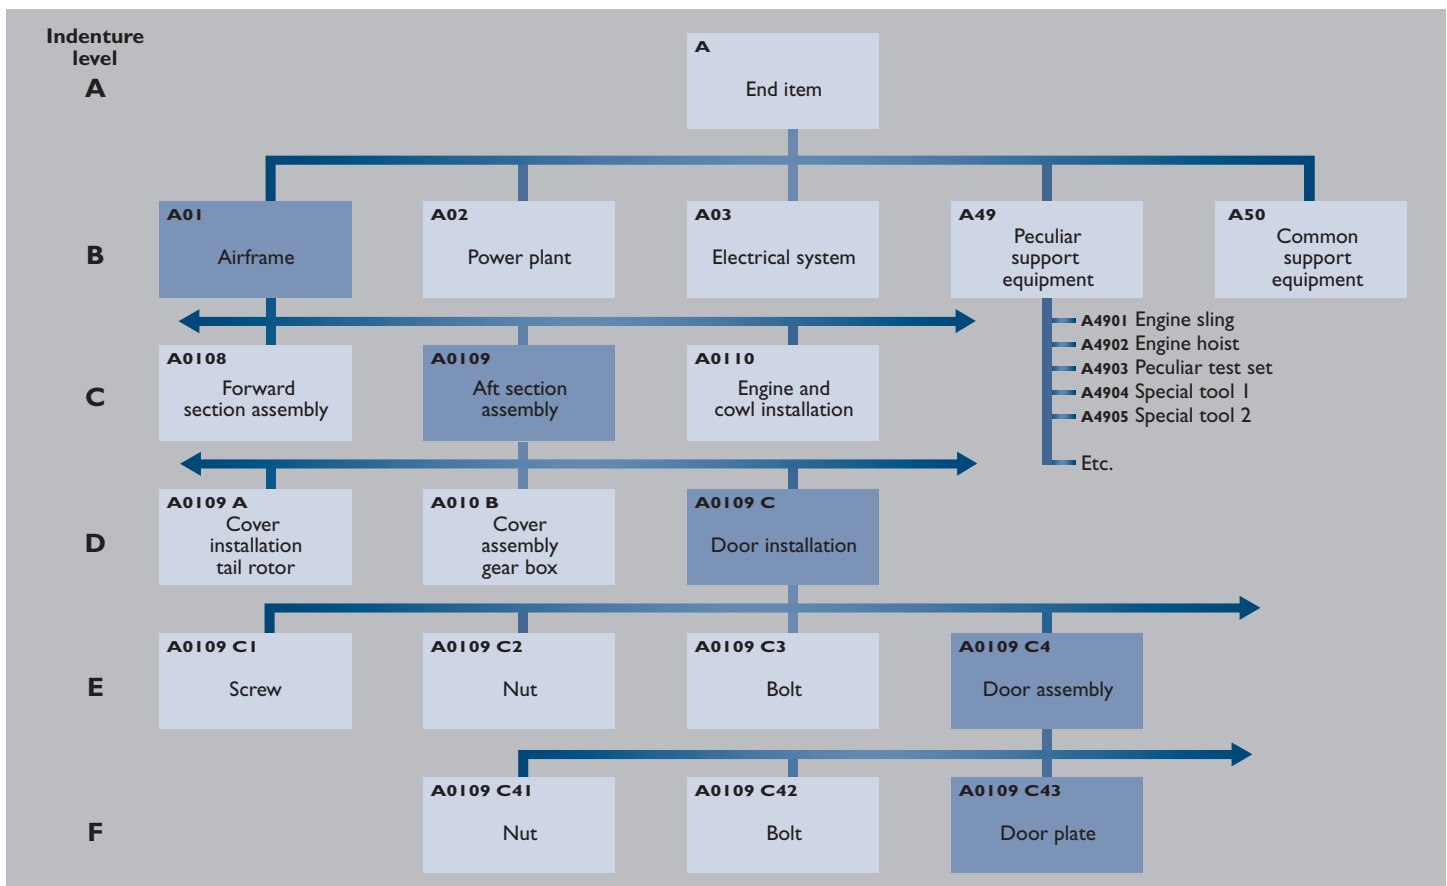 Indenture
level
A
A
End item
B
A01
Airframe
A02
Power plant
A03
Electrical system
A49
Peculiar
support
equipment
A50
Common
support
equipment
A4901 Engine sling
A4902 Engine hoist
A4903 Peculiar test set
A4904 Special tool 1
A4905 Special tool 2
Etc.
C
A0108
Forward
section assembly
A0109
Aft section
assembly
A0110
Engine and
cowl installation
D
A0109 A
Cover
installation
tail rotor
A010 B
Cover
assembly
gear box
A0109 C
Door installation
E
A0109 C1
Screw
A0109 C2
Nut
A0109 C3
Bolt
A0109 C4
Door assembly
F
A0109 C41
Nut
A0109 C42
Bolt
A0109 C43
Door plate